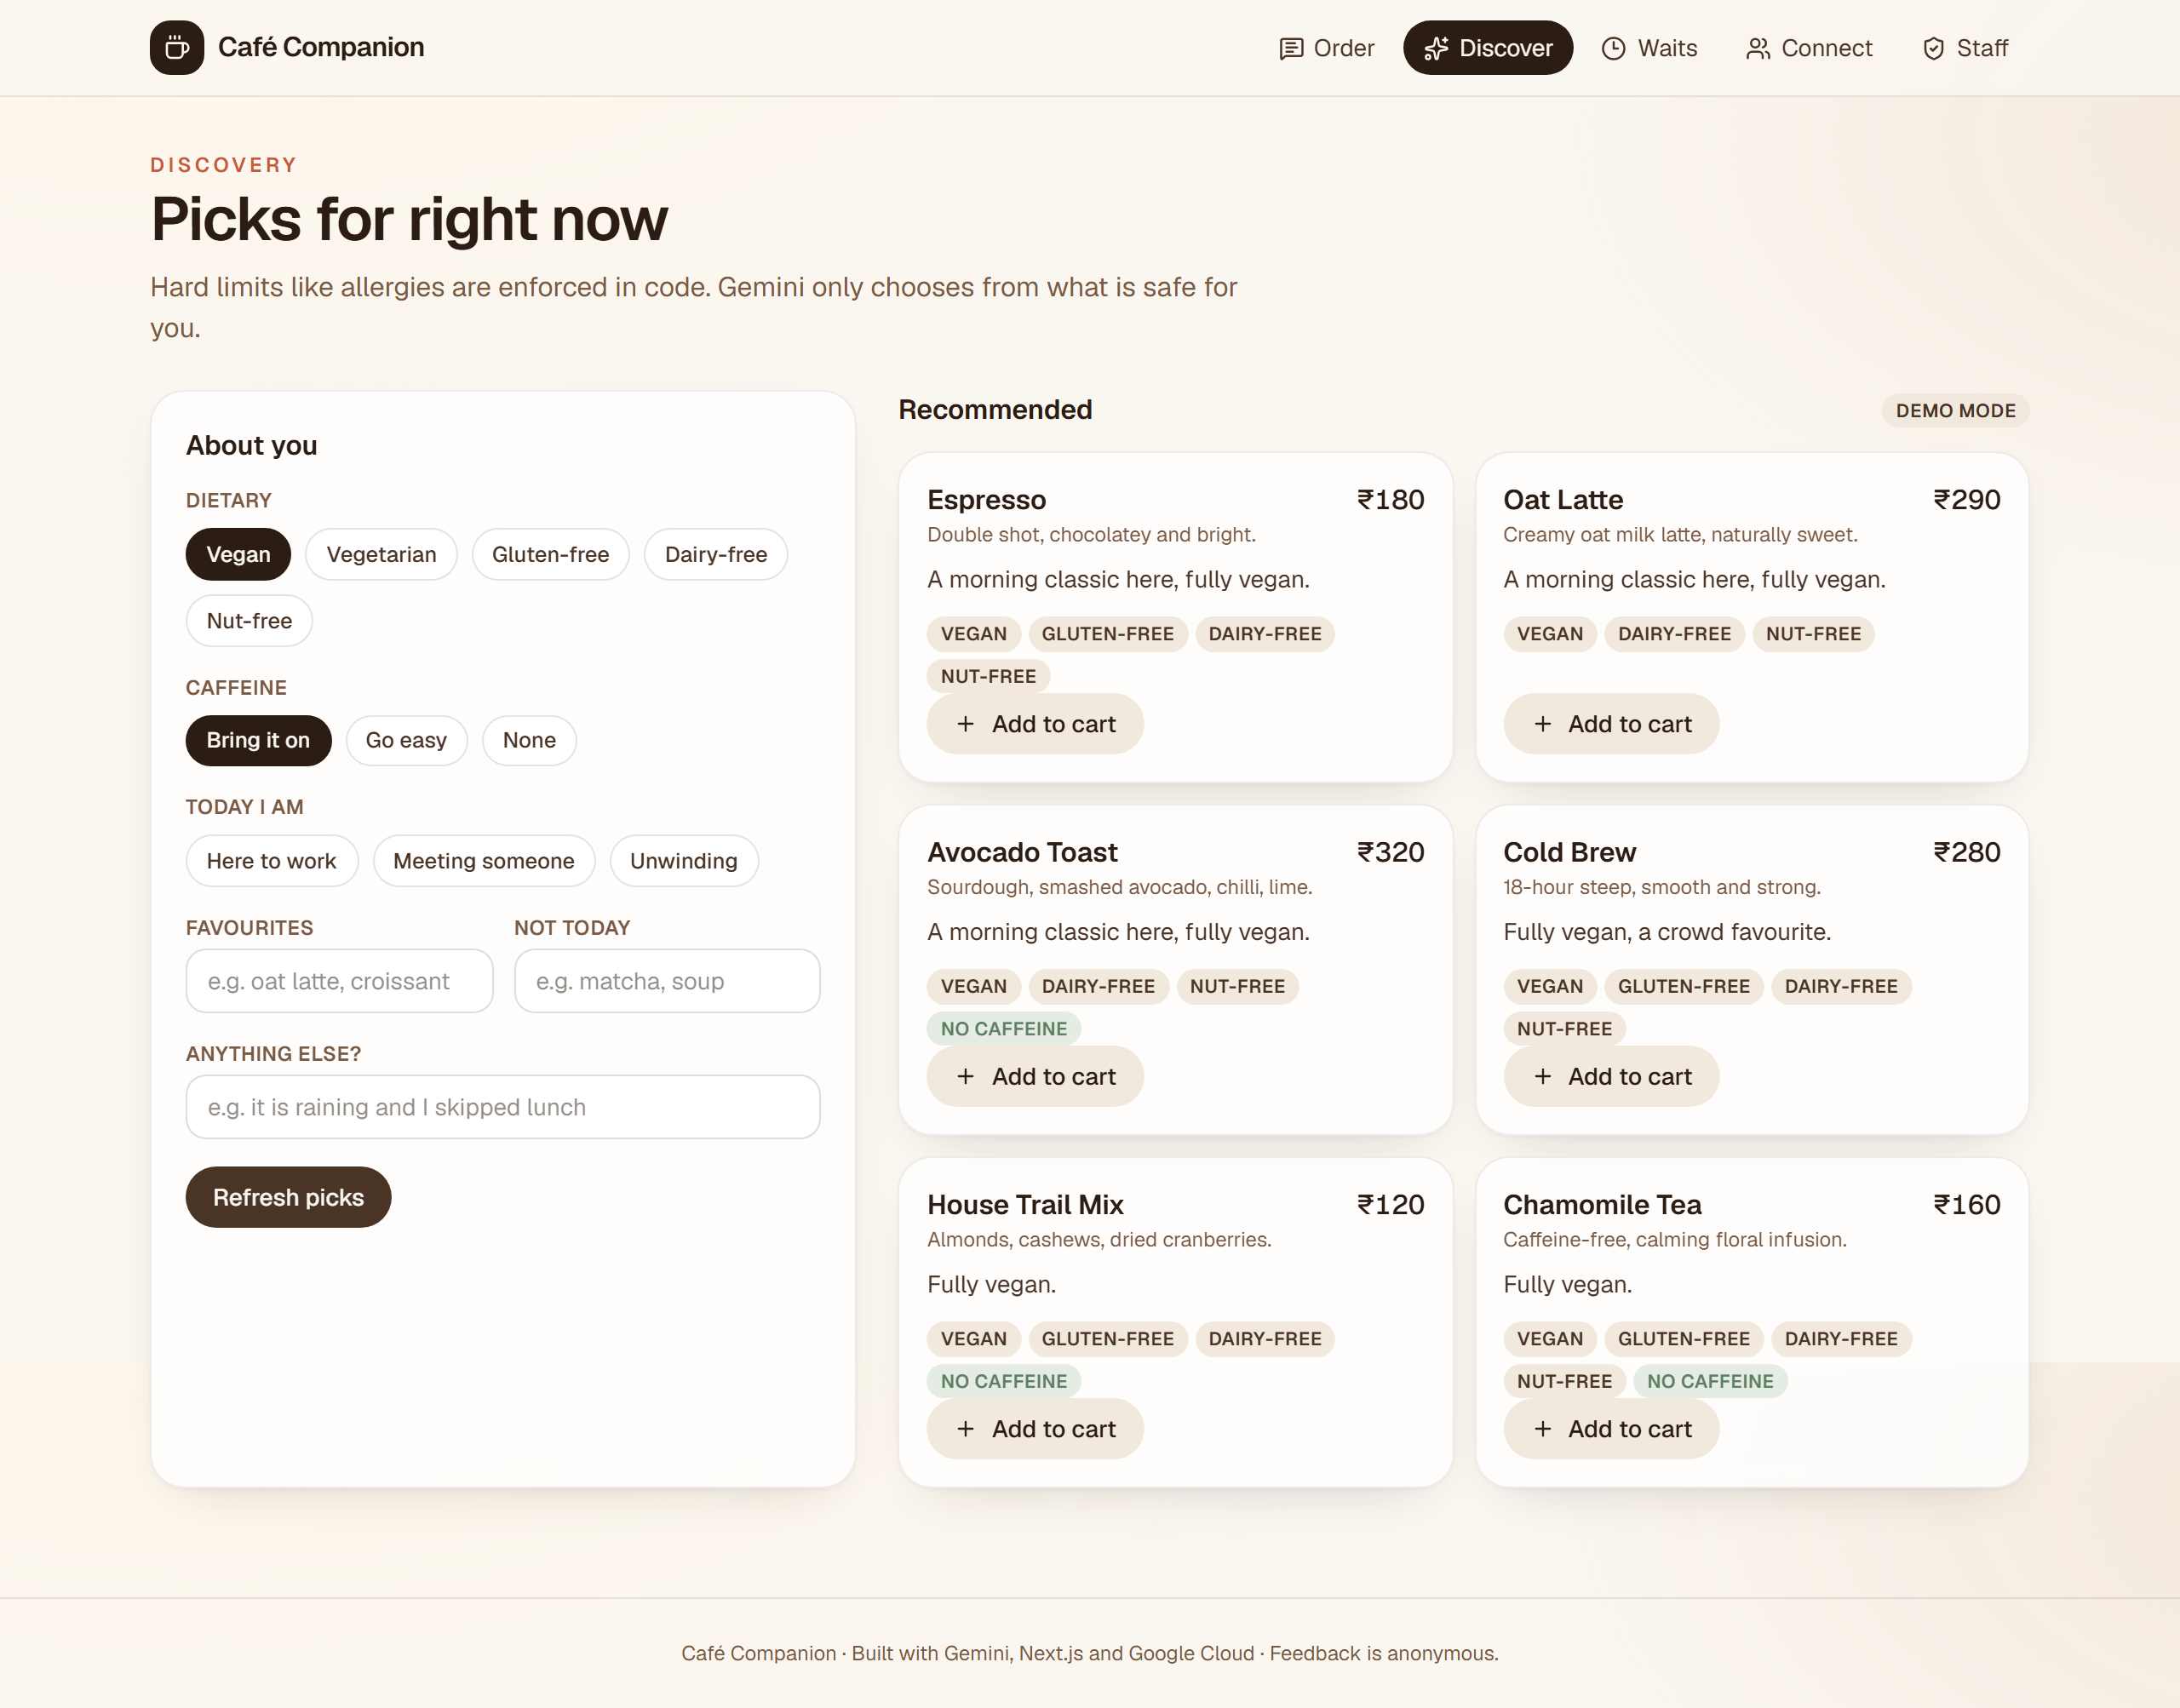 Café Companion
Order
Discover
Waits
Connect
Staff
DISCOVERY
Picks for right now
Hard limits like allergies are enforced in code. Gemini only chooses from what is safe for
you.
About you
DIETARY
Vegan
Vegetarian
Gluten-free
Dairy-free
Nut-free
CAFFEINE
Bring it on
Go easy
None
TODAY I AM
Here to work
Meeting someone
Unwinding
FAVOURITES
NOT TODAY
e.g. oat latte, croissant
e.g. matcha, soup
ANYTHING ELSE?
e.g. it is raining and I skipped lunch
Refresh picks
Recommended
DEMO MODE
Espresso ₹180
Double shot, chocolatey and bright.
A morning classic here, fully vegan.
VEGAN GLUTEN-FREE DAIRY-FREE
NUT-FREE
+ Add to cart
Oat Latte ₹290
Creamy oat milk latte, naturally sweet.
A morning classic here, fully vegan.
VEGAN DAIRY-FREE NUT-FREE
+ Add to cart
Avocado Toast ₹320
Sourdough, smashed avocado, chilli, lime.
A morning classic here, fully vegan.
VEGAN DAIRY-FREE NUT-FREE
NO CAFFEINE
+ Add to cart
Cold Brew ₹280
18-hour steep, smooth and strong.
Fully vegan, a crowd favourite.
VEGAN GLUTEN-FREE DAIRY-FREE
NUT-FREE
+ Add to cart
House Trail Mix ₹120
Almonds, cashews, dried cranberries.
Fully vegan.
VEGAN GLUTEN-FREE DAIRY-FREE
NO CAFFEINE
+ Add to cart
Chamomile Tea ₹160
Caffeine-free, calming floral infusion.
Fully vegan.
VEGAN GLUTEN-FREE DAIRY-FREE
NUT-FREE NO CAFFEINE
+ Add to cart
Café Companion · Built with Gemini, Next.js and Google Cloud · Feedback is anonymous.